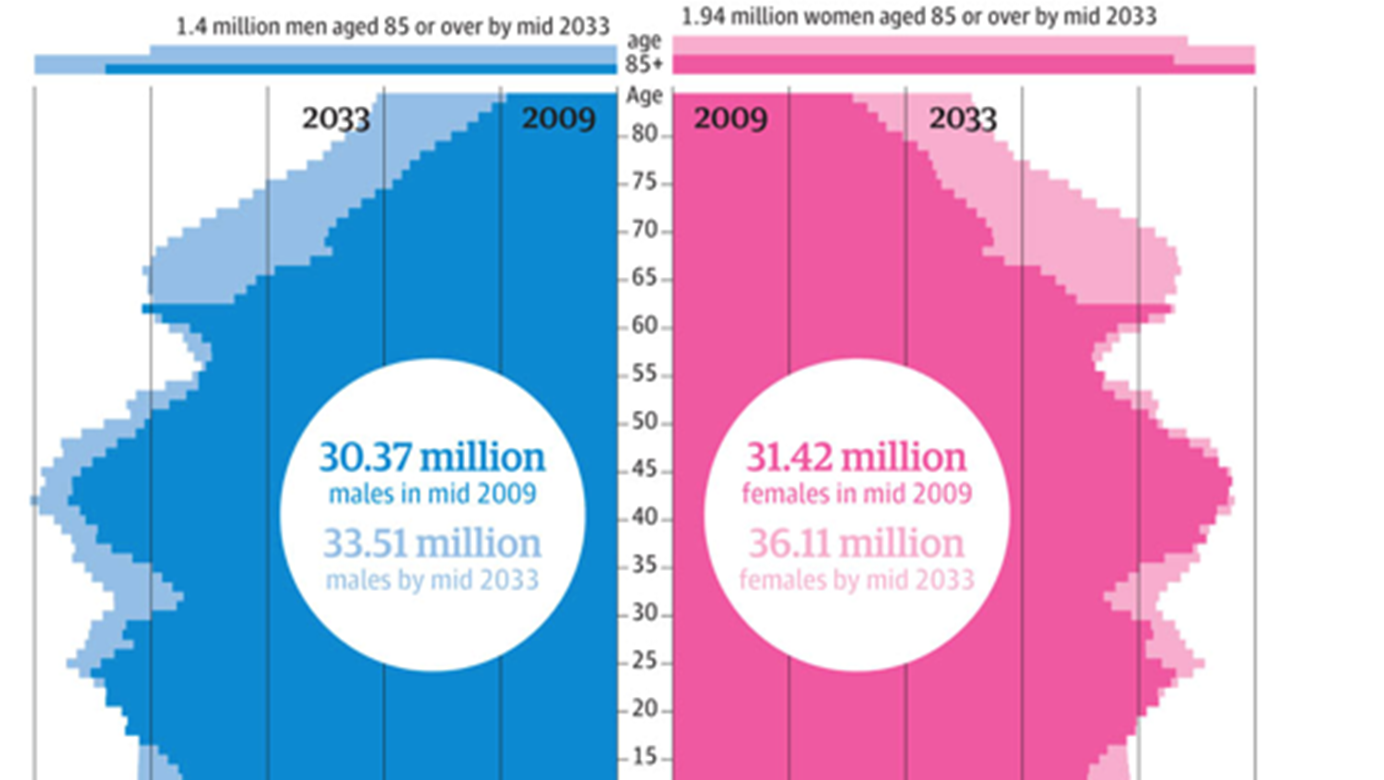 1.4 million men aged 85 or over by mid 2033
1.94 million women aged 85 or over by mid 2033
age
85+
Age
2033
2009
2009
2033
80
75
70
65
60
55
50
45
40
35
30
25
20
15
30.37 million
males in mid 2009
33.51 million
males by mid 2033
31.42 million
females in mid 2009
36.11 million
females by mid 2033